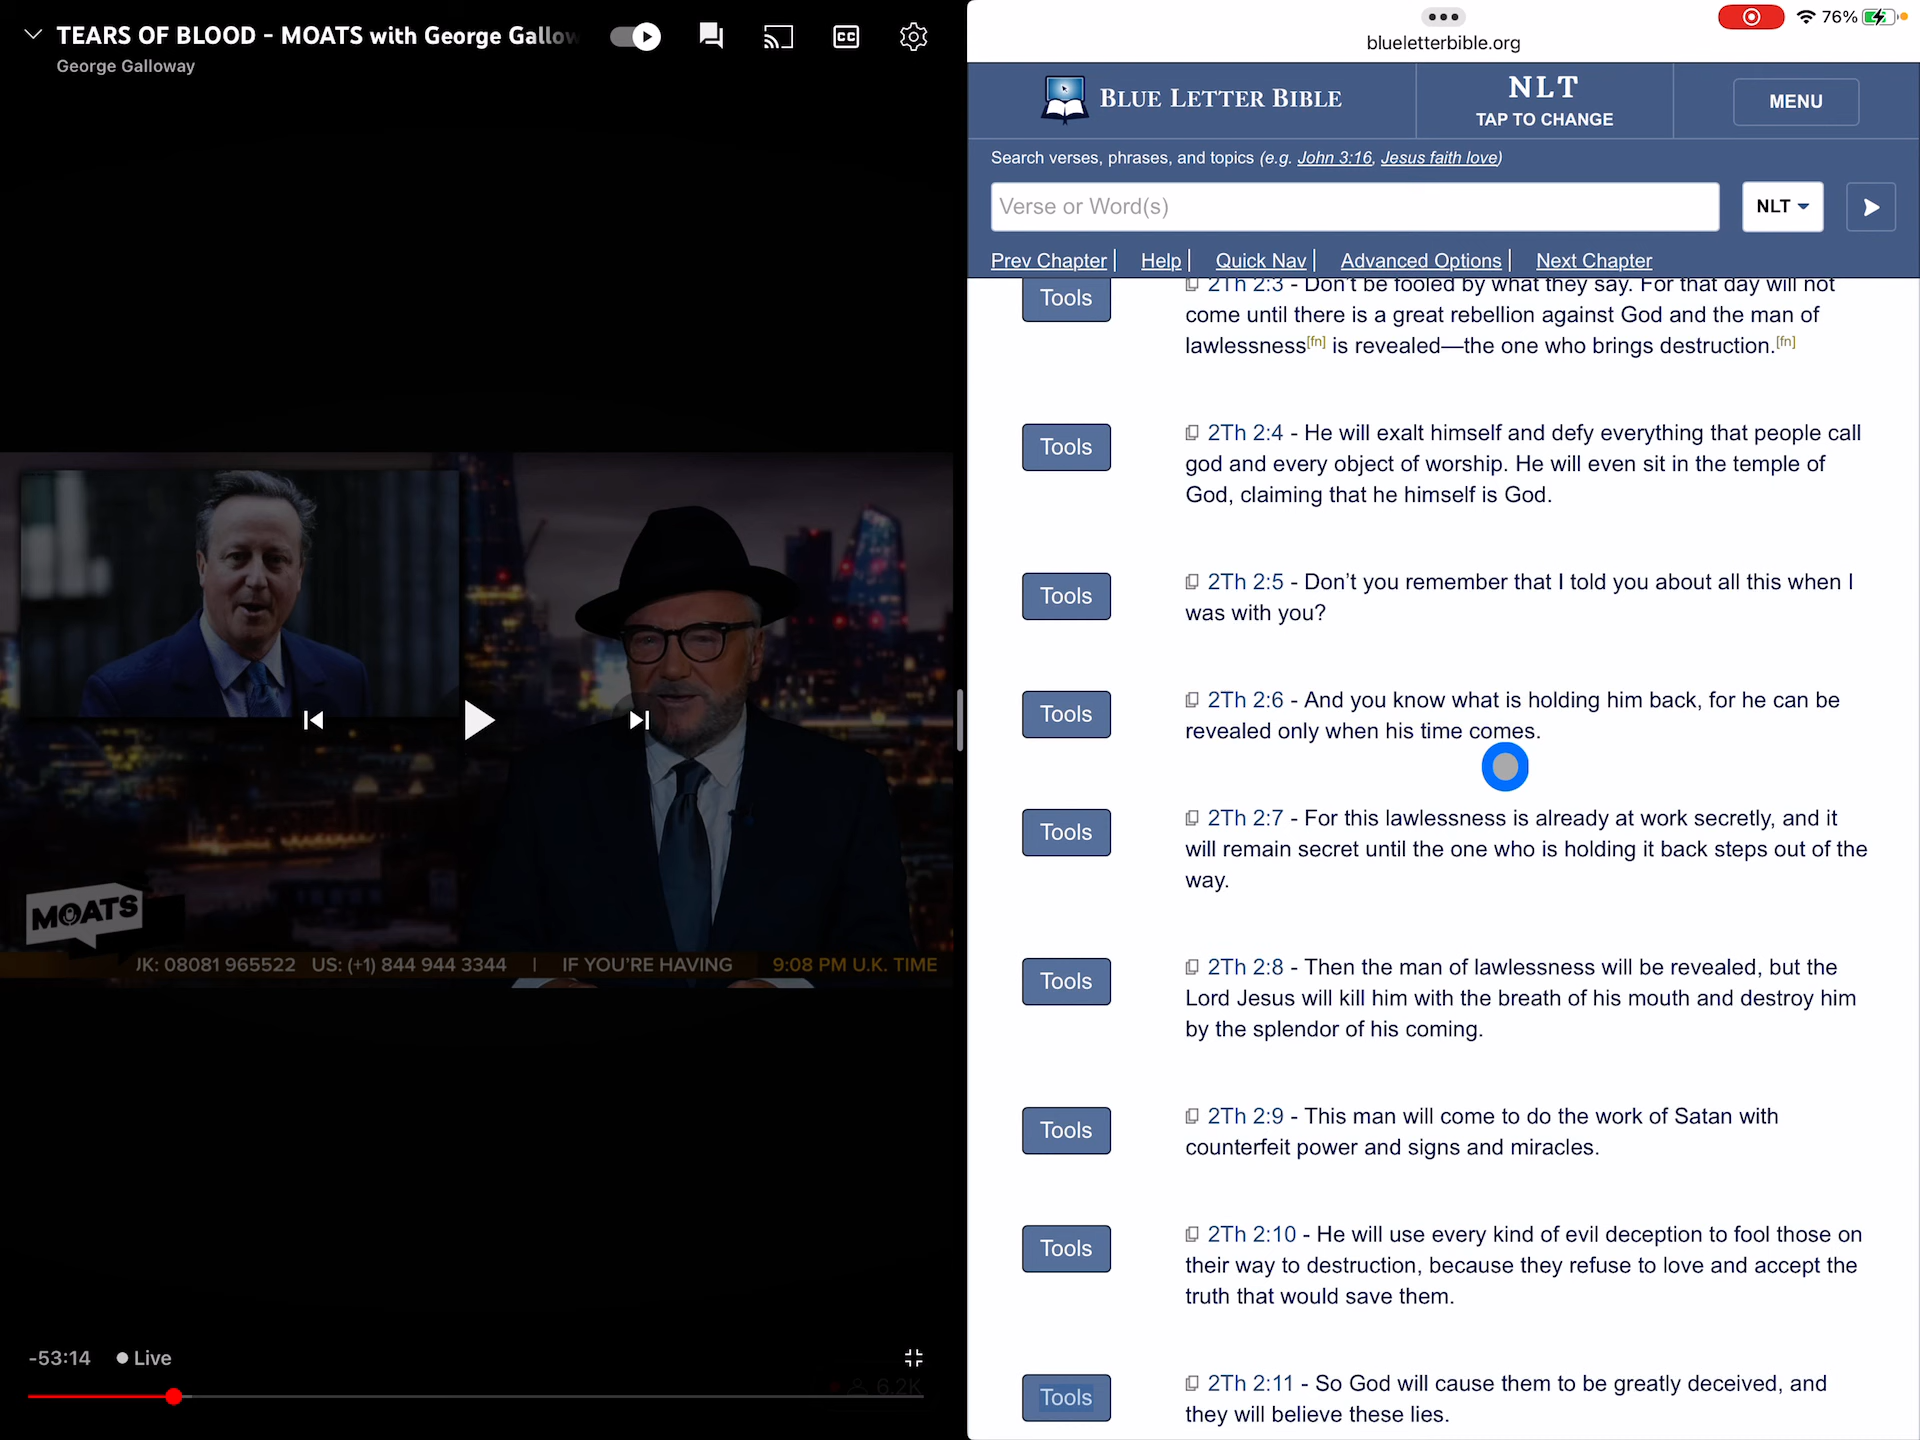 TEARS OF BLOOD - MOATS with George Gallow
George Galloway
CC
MOATS
JK: 08081 965522 US: (+1) 844 944 3344 | IF YOU'RE HAVING 9:08 PM U.K. TIME
-53:14 Live
6.2K
76%
blueletterbible.org
BLUE LETTER BIBLE
NLT
TAP TO CHANGE
MENU
Search verses, phrases, and topics (e.g. John 3:16, Jesus faith love)
Verse or Word(s)
NLT
Prev Chapter | Help | Quick Nav | Advanced Options | Next Chapter
Tools
2Th 2:3 - Don't be fooled by what they say. For that day will not
come until there is a great rebellion against God and the man of
lawlessness[fn] is revealed—the one who brings destruction.[fn]
Tools
2Th 2:4 - He will exalt himself and defy everything that people call
god and every object of worship. He will even sit in the temple of
God, claiming that he himself is God.
Tools
2Th 2:5 - Don’t you remember that I told you about all this when I
was with you?
Tools
2Th 2:6 - And you know what is holding him back, for he can be
revealed only when his time comes.
Tools
2Th 2:7 - For this lawlessness is already at work secretly, and it
will remain secret until the one who is holding it back steps out of the
way.
Tools
2Th 2:8 - Then the man of lawlessness will be revealed, but the
Lord Jesus will kill him with the breath of his mouth and destroy him
by the splendor of his coming.
Tools
2Th 2:9 - This man will come to do the work of Satan with
counterfeit power and signs and miracles.
Tools
2Th 2:10 - He will use every kind of evil deception to fool those on
their way to destruction, because they refuse to love and accept the
truth that would save them.
Tools
2Th 2:11 - So God will cause them to be greatly deceived, and
they will believe these lies.